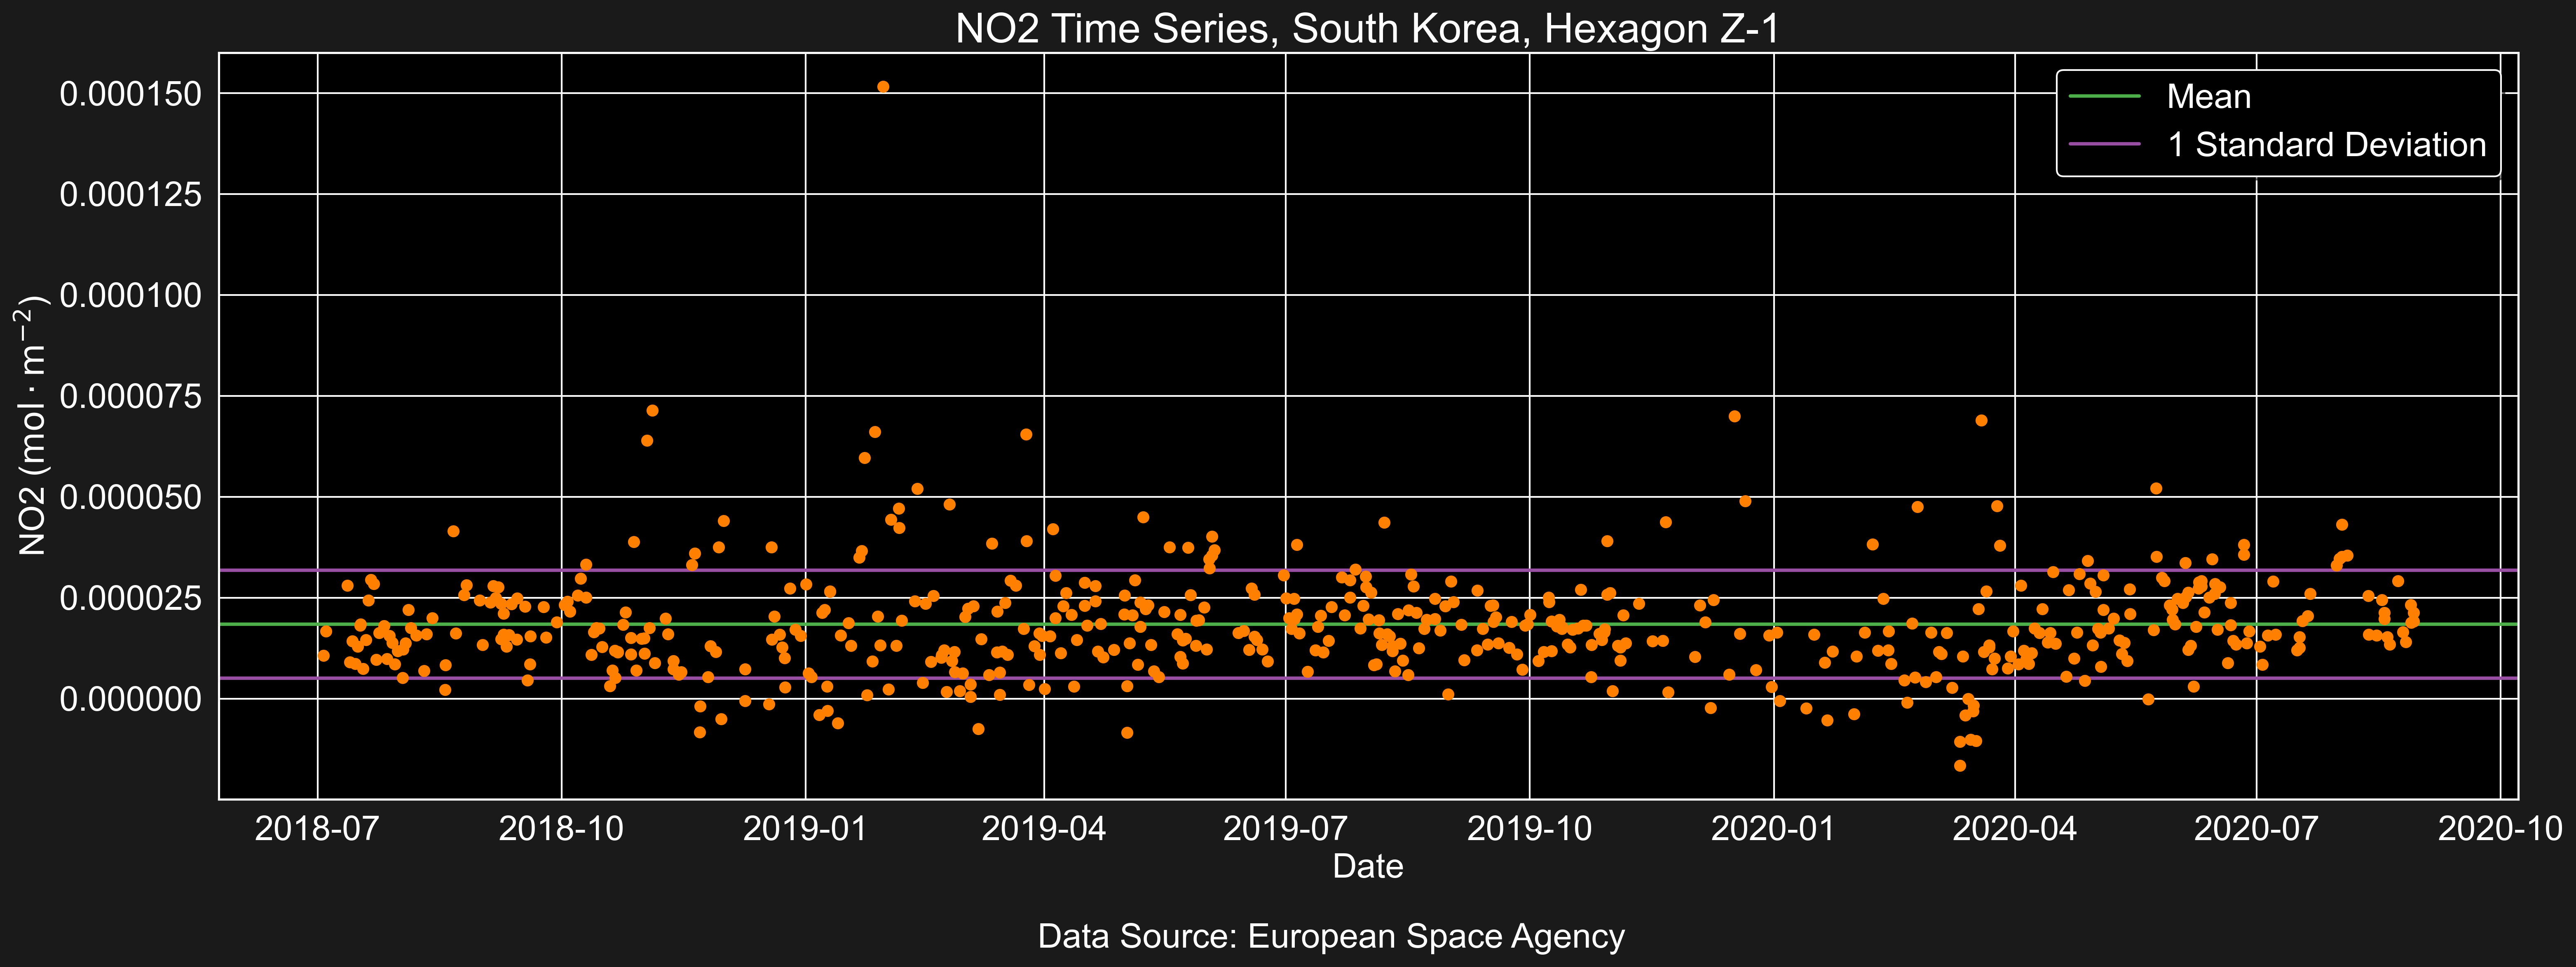 NO2 Time Series, South Korea, Hexagon Z-1
Mean
1 Standard Deviation
NO2 (mol · m⁻²)
0.000150
0.000125
0.000100
0.000075
0.000050
0.000025
0.000000
2018-07 2018-10 2019-01 2019-04 2019-07 2019-10 2020-01 2020-04 2020-07 2020-10
Date
Data Source: European Space Agency